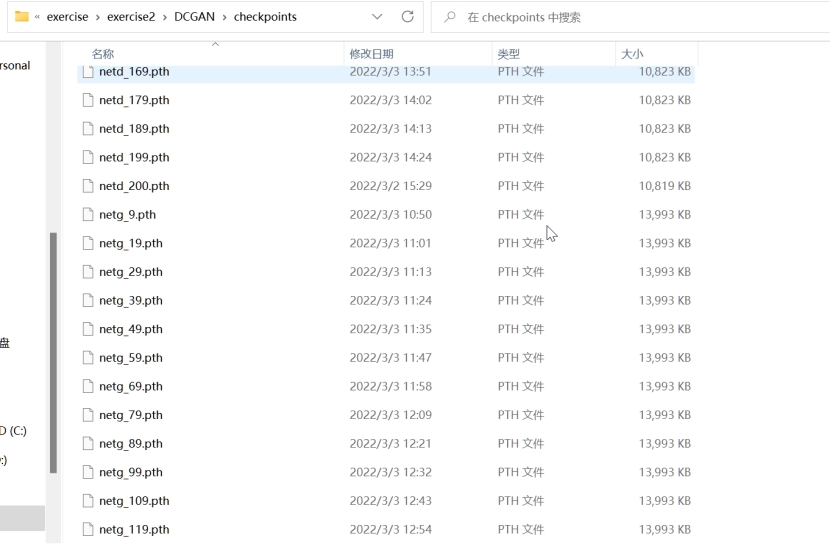 « exercise › exercise2 › DCGAN › checkpoints 在 checkpoints 中搜索
名称 修改日期 类型 大小
rsonal
netd_169.pth 2022/3/3 13:51 PTH 文件 10,823 KB
netd_179.pth 2022/3/3 14:02 PTH 文件 10,823 KB
netd_189.pth 2022/3/3 14:13 PTH 文件 10,823 KB
netd_199.pth 2022/3/3 14:24 PTH 文件 10,823 KB
netd_200.pth 2022/3/2 15:29 PTH 文件 10,819 KB
netg_9.pth 2022/3/3 10:50 PTH 文件 13,993 KB
netg_19.pth 2022/3/3 11:01 PTH 文件 13,993 KB
netg_29.pth 2022/3/3 11:13 PTH 文件 13,993 KB
netg_39.pth 2022/3/3 11:24 PTH 文件 13,993 KB
netg_49.pth 2022/3/3 11:35 PTH 文件 13,993 KB
盘
netg_59.pth 2022/3/3 11:47 PTH 文件 13,993 KB
netg_69.pth 2022/3/3 11:58 PTH 文件 13,993 KB
netg_79.pth 2022/3/3 12:09 PTH 文件 13,993 KB
D (C:)
netg_89.pth 2022/3/3 12:21 PTH 文件 13,993 KB
:)
netg_99.pth 2022/3/3 12:32 PTH 文件 13,993 KB
netg_109.pth 2022/3/3 12:43 PTH 文件 13,993 KB
netg_119.pth 2022/3/3 12:54 PTH 文件 13,993 KB